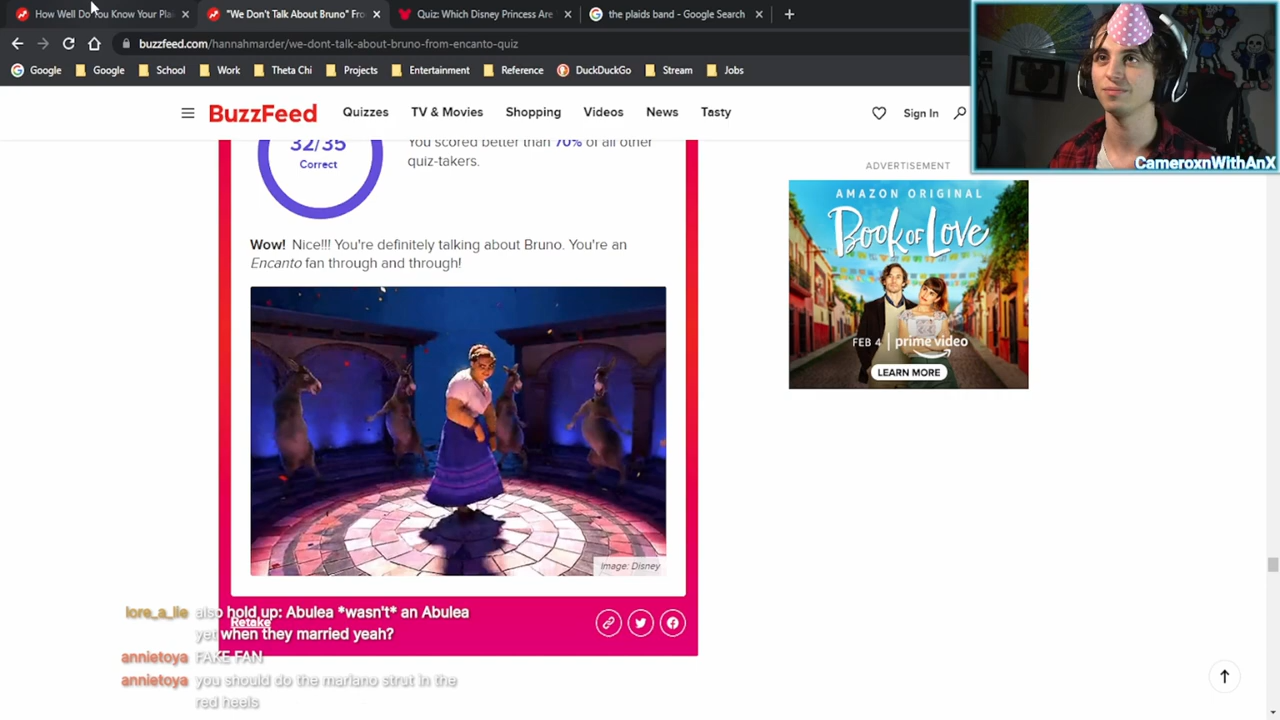 How Well Do You Know Your Plai
"We Don't Talk About Bruno" Fro
Quiz: Which Disney Princess Are
the plaids band - Google Search
buzzfeed.com/hannahmarder/we-dont-talk-about-bruno-from-encanto-quiz
Google
Google
School
Work
Theta Chi
Projects
Entertainment
Reference
DuckDuckGo
Stream
Jobs
BuzzFeed
Quizzes
TV & Movies
Shopping
Videos
News
Tasty
Sign In
CameroxnWithAnX
32/35
Correct
You scored better than 70% of all other
quiz-takers.
Wow! Nice!!! You're definitely talking about Bruno. You're an
Encanto fan through and through!
Image: Disney
ADVERTISEMENT
AMAZON ORIGINAL
BOOK OF LOVE
FEB 4 | prime video
LEARN MORE
Retake
lore_a_lie also hold up: Abulea *wasn't* an Abulea
yet when they married yeah?
annietoya FAKE FAN
annietoya you should do the mariano strut in the
red heels